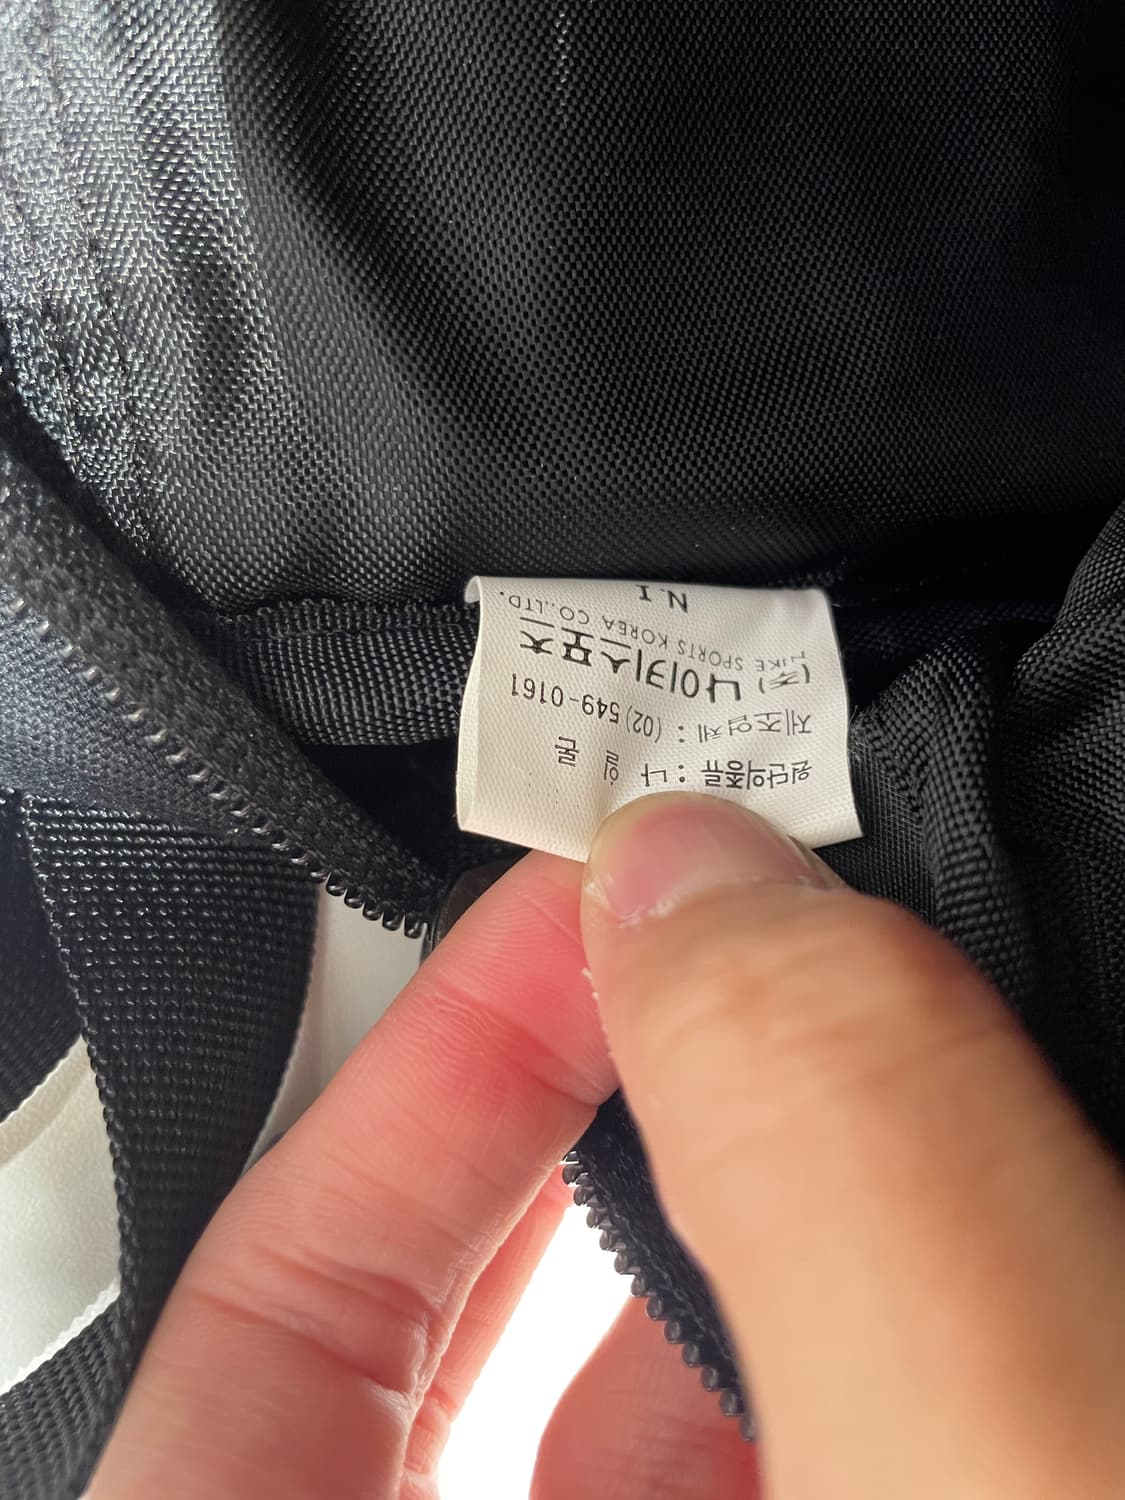 원단의종류 : 나 일 론
제조업체 : (02) 549-0161
(주) 나이키스포츠
NIKE SPORTS KOREA CO.,LTD.
N.I